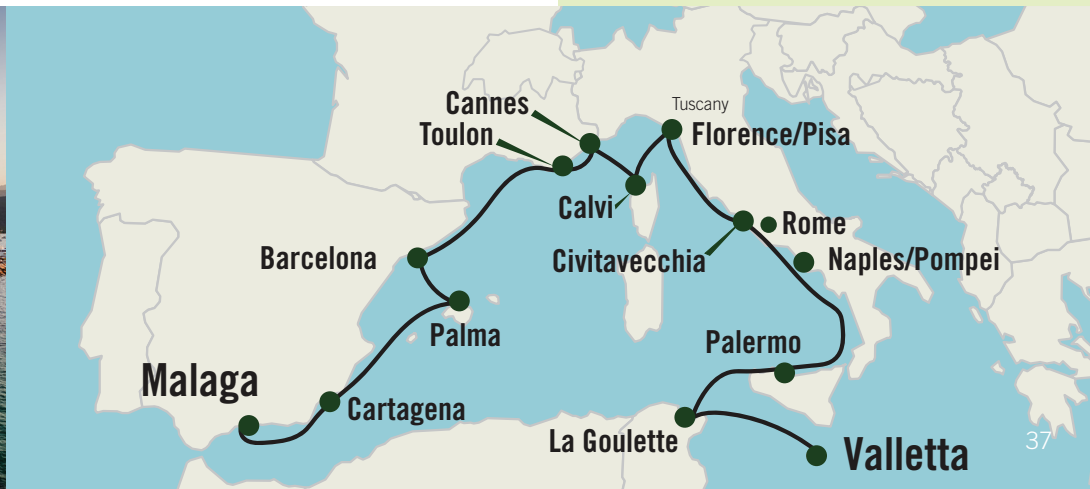 Cannes
Tuscany
Toulon
Florence/Pisa
Calvi
Rome
Barcelona
Civitavecchia
Naples/Pompei
Palma
Palermo
Malaga
Cartagena
La Goulette
37
Valletta